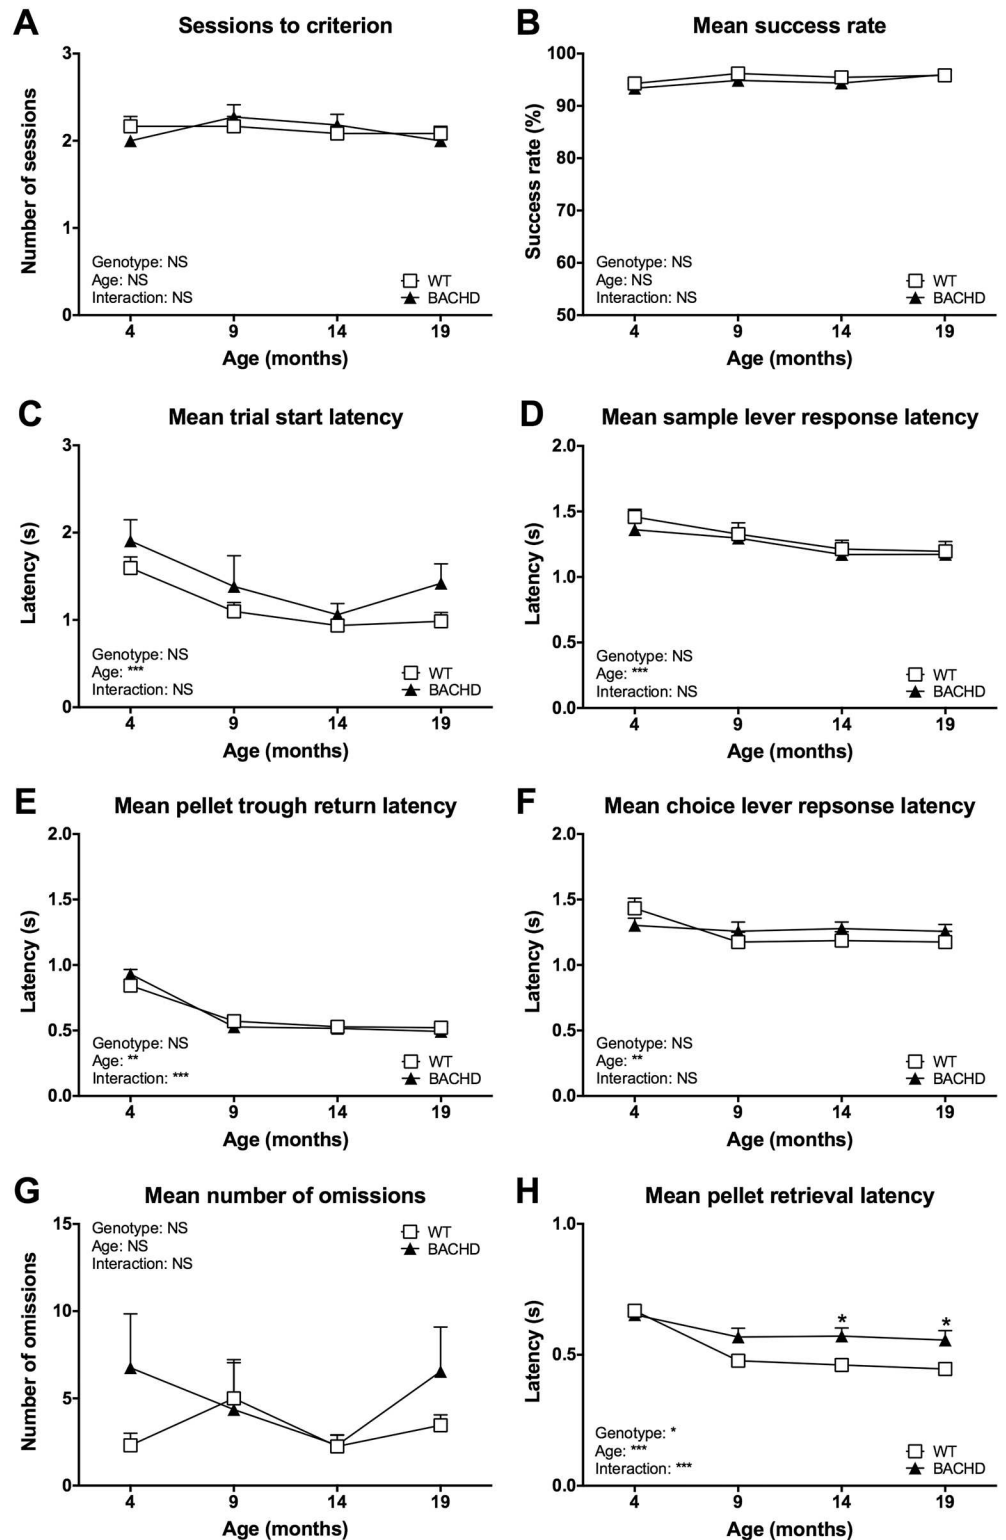 A
Sessions to criterion
Number of sessions
3
2
1
0
Genotype: NS
Age: NS
Interaction: NS
WT
BACHD
4 9 14 19
Age (months)
B
Mean success rate
Success rate (%)
100
90
80
70
60
50
Genotype: NS
Age: NS
Interaction: NS
WT
BACHD
4 9 14 19
Age (months)
C
Mean trial start latency
Latency (s)
3
2
1
0
Genotype: NS
Age: ***
Interaction: NS
WT
BACHD
4 9 14 19
Age (months)
D
Mean sample lever response latency
Latency (s)
2.0
1.5
1.0
0.5
0.0
Genotype: NS
Age: ***
Interaction: NS
WT
BACHD
4 9 14 19
Age (months)
E
Mean pellet trough return latency
Latency (s)
2.0
1.5
1.0
0.5
0.0
Genotype: NS
Age: **
Interaction: ***
WT
BACHD
4 9 14 19
Age (months)
F
Mean choice lever repsonse latency
Latency (s)
2.0
1.5
1.0
0.5
0.0
Genotype: NS
Age: **
Interaction: NS
WT
BACHD
4 9 14 19
Age (months)
G
Mean number of omissions
Number of omissions
15
10
5
0
Genotype: NS
Age: NS
Interaction: NS
WT
BACHD
4 9 14 19
Age (months)
H
Mean pellet retrieval latency
Latency (s)
1.0
0.5
0.0
* *
Genotype: *
Age: ***
Interaction: ***
WT
BACHD
4 9 14 19
Age (months)